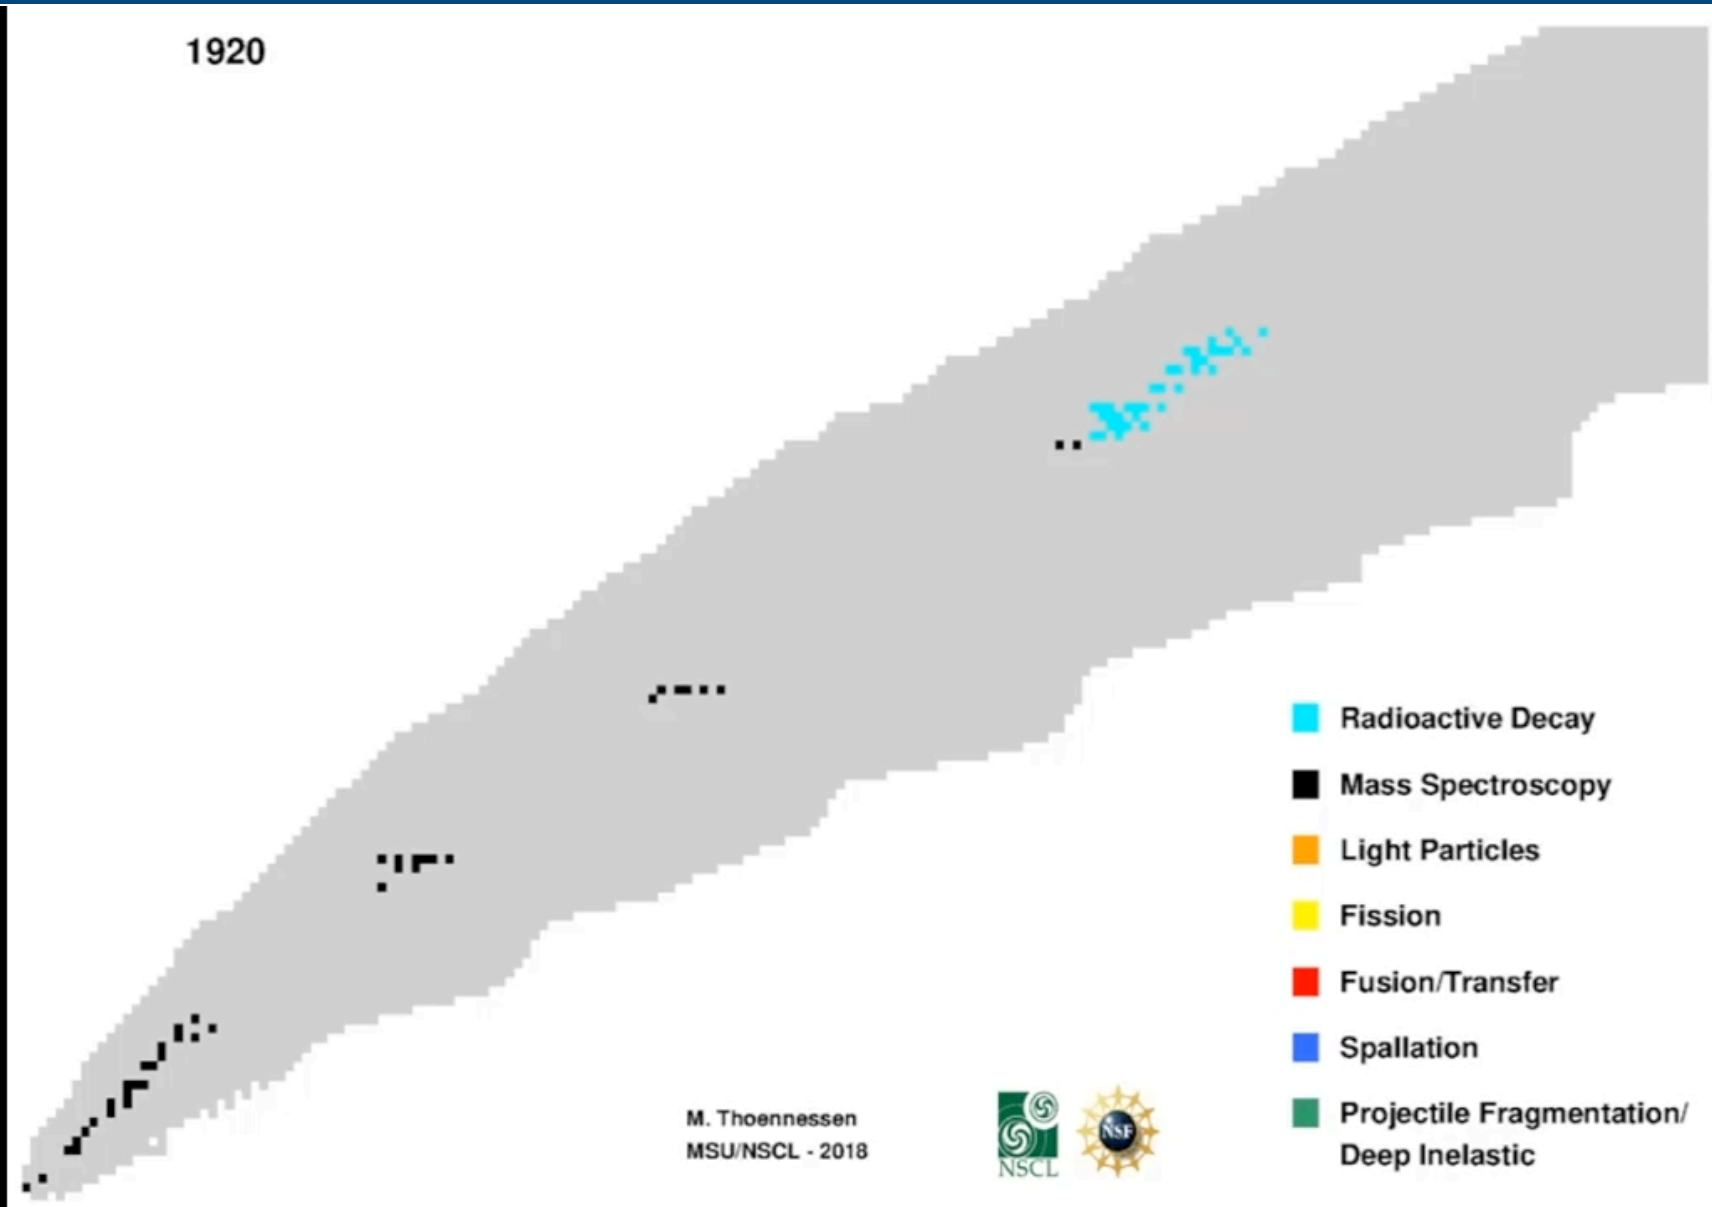 1920
Radioactive Decay
Mass Spectroscopy
Light Particles
Fission
Fusion/Transfer
Spallation
Projectile Fragmentation/
Deep Inelastic
M. Thoennessen
MSU/NSCL - 2018
NSCL
NSF